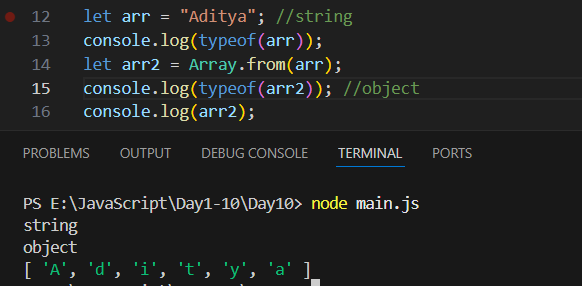 12 let arr = "Aditya"; //string
13 console.log(typeof(arr));
14 let arr2 = Array.from(arr);
15 console.log(typeof(arr2)); //object
16 console.log(arr2);
PROBLEMS OUTPUT DEBUG CONSOLE TERMINAL PORTS
PS E:\JavaScript\Day1-10\Day10> node main.js
string
object
[ 'A', 'd', 'i', 't', 'y', 'a' ]